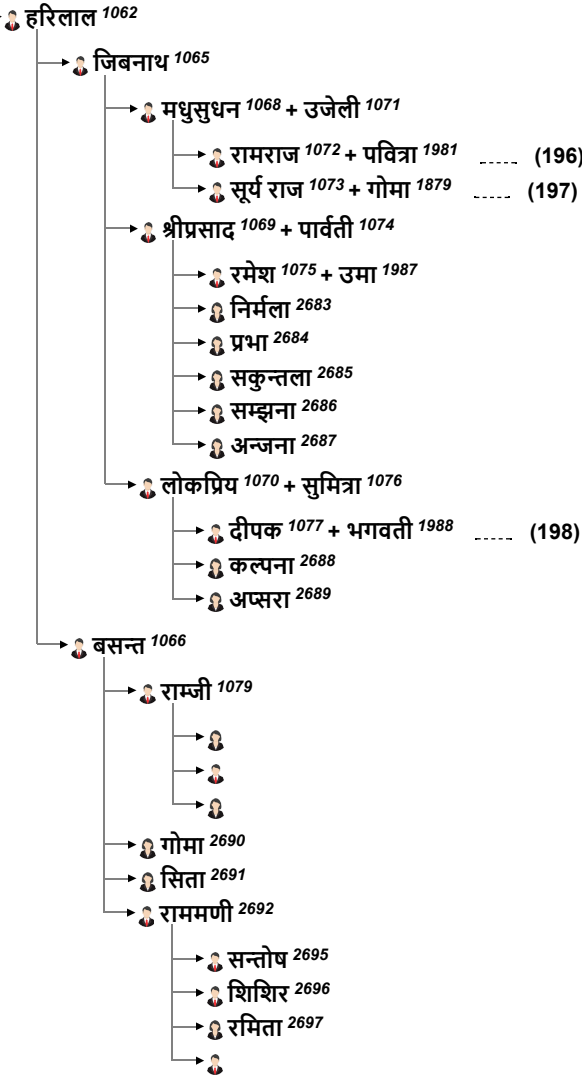 हरिलाल 1062
जिबनाथ 1065
मधुसुधन 1068 + उजेली 1071
रामराज 1072 + पवित्रा 1981 ...... (196)
सूर्य राज 1073 + गोमा 1879 ...... (197)
श्रीप्रसाद 1069 + पार्वती 1074
रमेश 1075 + उमा 1987
निर्मला 2683
प्रभा 2684
सकुन्तला 2685
सम्झना 2686
अन्जना 2687
लोकप्रिय 1070 + सुमित्रा 1076
दीपक 1077 + भगवती 1988 ...... (198)
कल्पना 2688
अप्सरा 2689
बसन्त 1066
राम्जी 1079
गोमा 2690
सिता 2691
राममणी 2692
सन्तोष 2695
शिशिर 2696
रमिता 2697